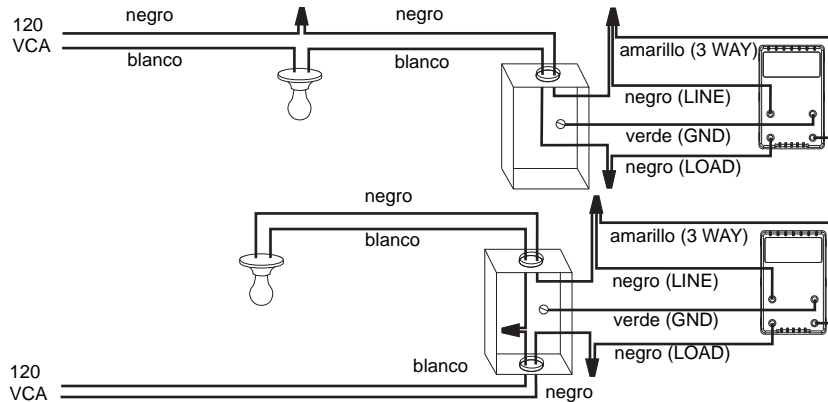 negro
negro
120
VCA
blanco
blanco
amarillo (3 WAY)
negro (LINE)
verde (GND)
negro (LOAD)
negro
blanco
amarillo (3 WAY)
negro (LINE)
verde (GND)
negro (LOAD)
blanco
120
VCA
negro